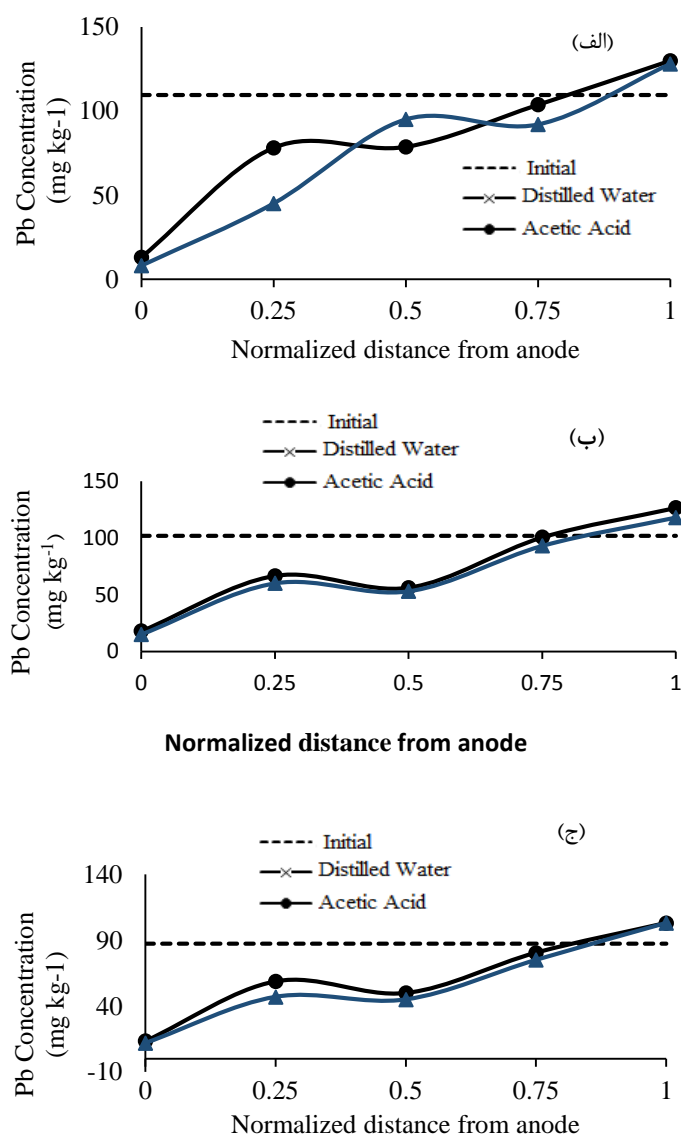 (الف)
150
100
50
0
Pb Concentration
(mg kg-1)
Initial
Distilled Water
Acetic Acid
0 0.25 0.5 0.75 1
Normalized distance from anode
(ب)
Initial
Distilled Water
Acetic Acid
150
100
50
0
Pb Concentration
(mg kg⁻¹)
0 0.25 0.5 0.75 1
Normalized distance from anode
(ج)
Initial
Distilled Water
Acetic Acid
140
90
40
-10
Pb Concentration
(mg kg-1)
0 0.25 0.5 0.75 1
Normalized distance from anode